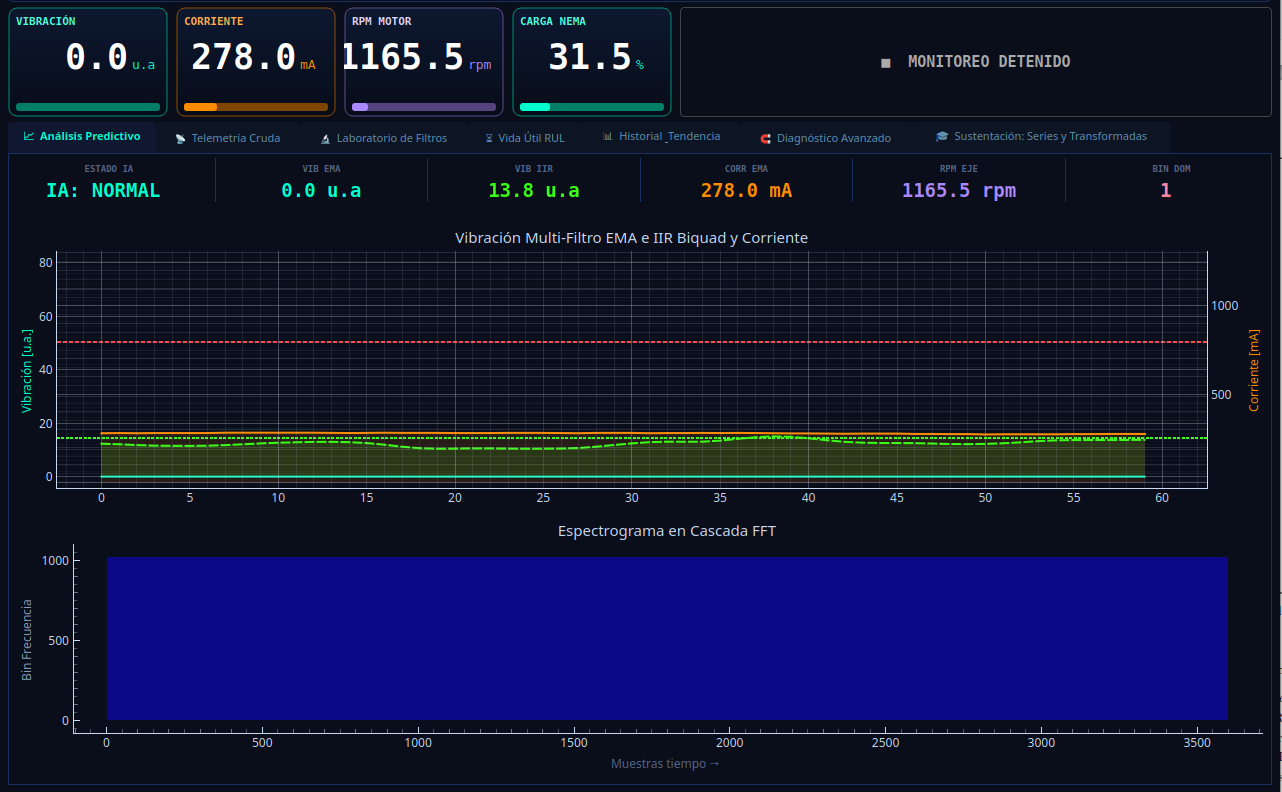 VIBRACIÓN
0.0 u.a
CORRIENTE
278.0 mA
RPM MOTOR
1165.5 rpm
CARGA NEMA
31.5 %
■ MONITOREO DETENIDO
📈 Análisis Predictivo
📡 Telemetría Cruda
🔬 Laboratorio de Filtros
⏳ Vida Útil RUL
📊 Historial_Tendencia
🧲 Diagnóstico Avanzado
🎓 Sustentación: Series y Transformadas
ESTADO IA
IA: NORMAL
VIB EMA
0.0 u.a
VIB IIR
13.8 u.a
CORR EMA
278.0 mA
RPM EJE
1165.5 rpm
BIN DOM
1
Vibración Multi-Filtro EMA e IIR Biquad y Corriente
Vibración [u.a.]
80
60
40
20
0
1000
500
Corriente [mA]
0 5 10 15 20 25 30 35 40 45 50 55 60
Espectrograma en Cascada FFT
Bin Frecuencia
1000
500
0
0 500 1000 1500 2000 2500 3000 3500
Muestras tiempo →